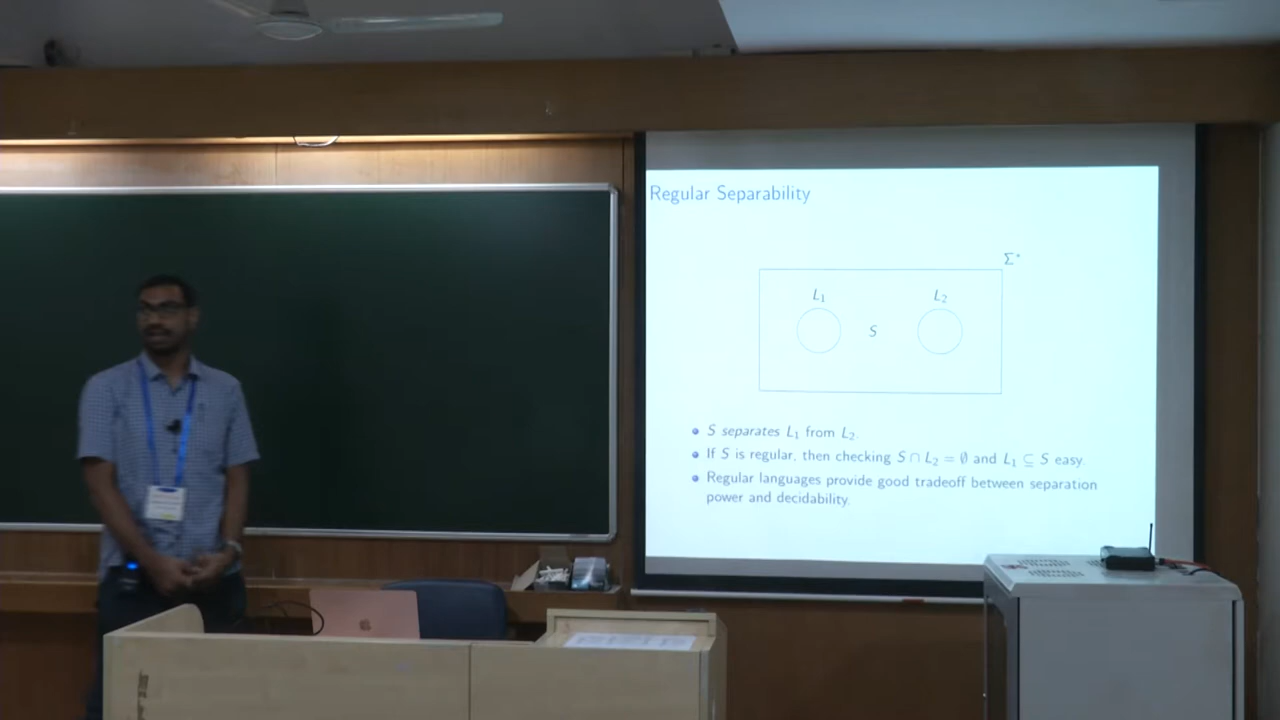 Regular Separability
Σ*
L₁
L₂
S
S separates L₁ from L₂.
If S is regular, then checking S ∩ L₂ = ∅ and L₁ ⊆ S easy.
Regular languages provide good tradeoff between separation
power and decidability.